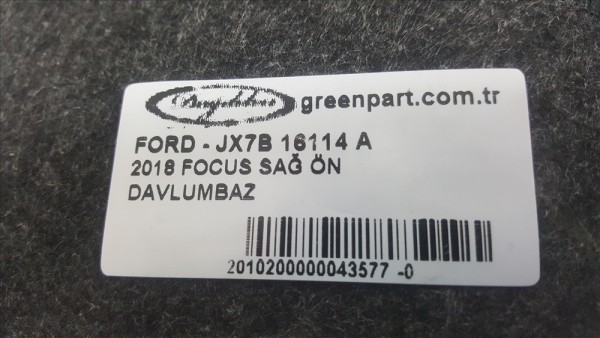 greenpart.com.tr
FORD - JX7B 16114 A
2018 FOCUS SAĞ ÖN
DAVLUMBAZ
2010200000043577 -0